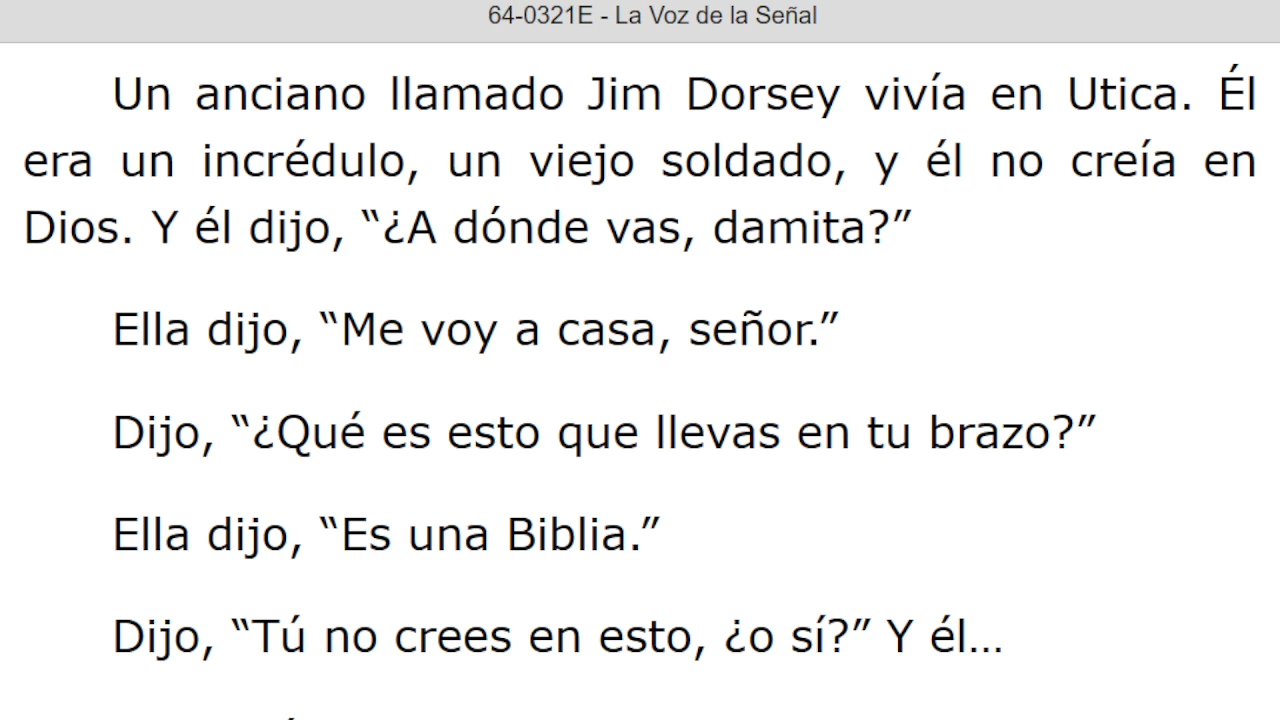 64-0321E - La Voz de la Señal
Un anciano llamado Jim Dorsey vivía en Utica. Él
era un incrédulo, un viejo soldado, y él no creía en
Dios. Y él dijo, “¿A dónde vas, damita?”
Ella dijo, “Me voy a casa, señor.”
Dijo, “¿Qué es esto que llevas en tu brazo?”
Ella dijo, “Es una Biblia.”
Dijo, “Tú no crees en esto, ¿o sí?” Y él...